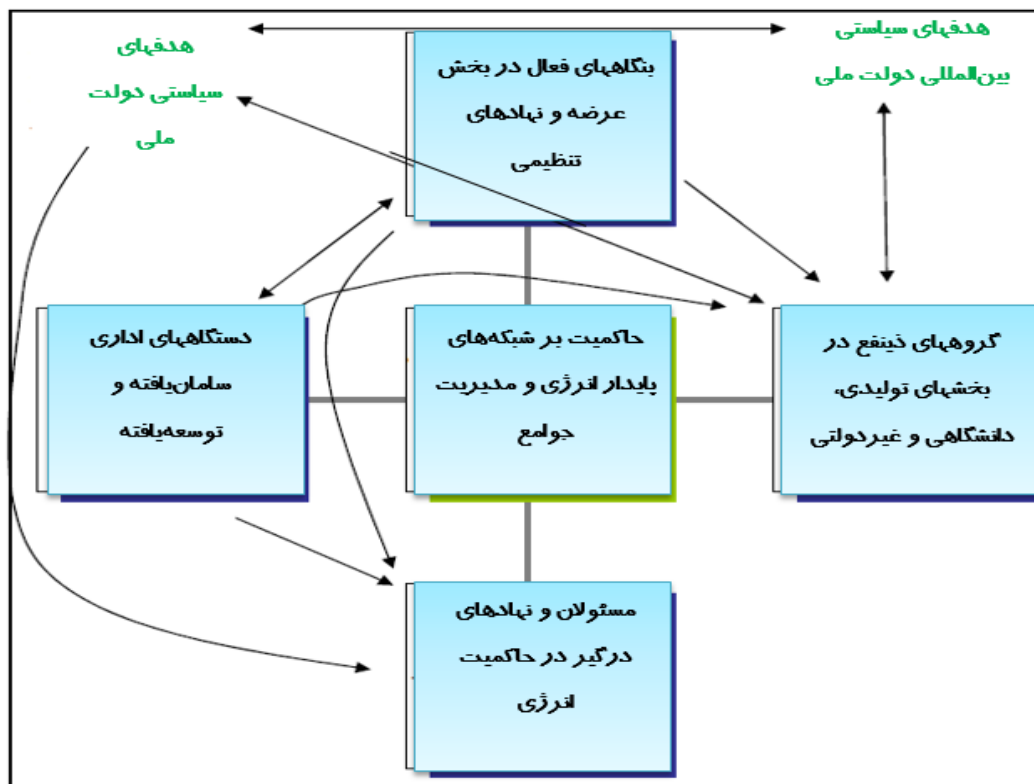 هدفهای سیاستی
بین‌المللی دولت ملی
هدفهای
سیاستی دولت
ملی
بنگاههای فعال در بخش
عرضه و نهادهای
تنظیمی
گروههای ذینفع در
بخشهای تولیدی،
دانشگاهی و غیردولتی
حاکمیت بر شبکه‌های
پایدار انرژی و مدیریت
جوامع
دستگاههای اداری
سامان‌یافته و
توسعه‌یافته
مسئولان و نهادهای
درگیر در حاکمیت
انرژی